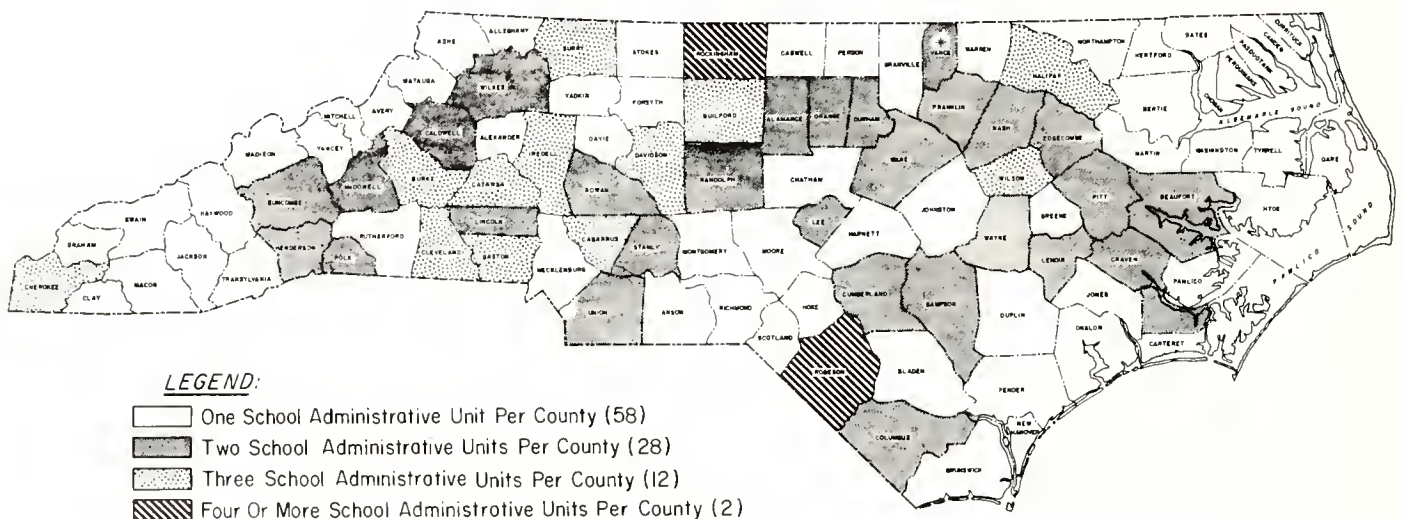 ALLEGHANY
ASHE
SURRY
STOKES
ROCKINGHAM
CASWELL
PERSON
GRANVILLE
VANCE
WARREN
NORTHAMPTON
GATES
CURRITUCK
CAMDEN
PASQUOTANK
PERQUIMANS
CHOWAN
HERTFORD
HALIFAX
WATAUGA
WILKES
YADKIN
FORSYTH
GUILFORD
ALAMANCE
ORANGE
DURHAM
FRANKLIN
NASH
EDGECOMBE
BERTIE
ALBEMARLE SOUND
MITCHELL
AVERY
CALDWELL
ALEXANDER
DAVIE
IREDELL
DAVIDSON
MADISON
YANCEY
MARTIN
WASHINGTON
TYRRELL
DARE
BUNCOMBE
McDOWELL
BURKE
CATAWBA
ROWAN
RANDOLPH
CHATHAM
WAKE
WILSON
PITT
BEAUFORT
HYDE
SWAIN
HAYWOOD
LINCOLN
LEE
JOHNSTON
GREENE
GRAHAM
JACKSON
HENDERSON
POLK
RUTHERFORD
CLEVELAND
GASTON
MECKLENBURG
CABARRUS
STANLY
MONTGOMERY
MOORE
HARNETT
WAYNE
LENOIR
CRAVEN
PAMLICO
PAMLICO SOUND
CHEROKEE
CLAY
MACON
TRANSYLVANIA
UNION
ANSON
RICHMOND
HOKE
SCOTLAND
CUMBERLAND
SAMPSON
DUPLIN
JONES
ONSLOW
CARTERET
ROBESON
BLADEN
PENDER
NEW HANOVER
COLUMBUS
BRUNSWICK
LEGEND:
One School Administrative Unit Per County (58)
Two School Administrative Units Per County (28)
Three School Administrative Units Per County (12)
Four Or More School Administrative Units Per County (2)